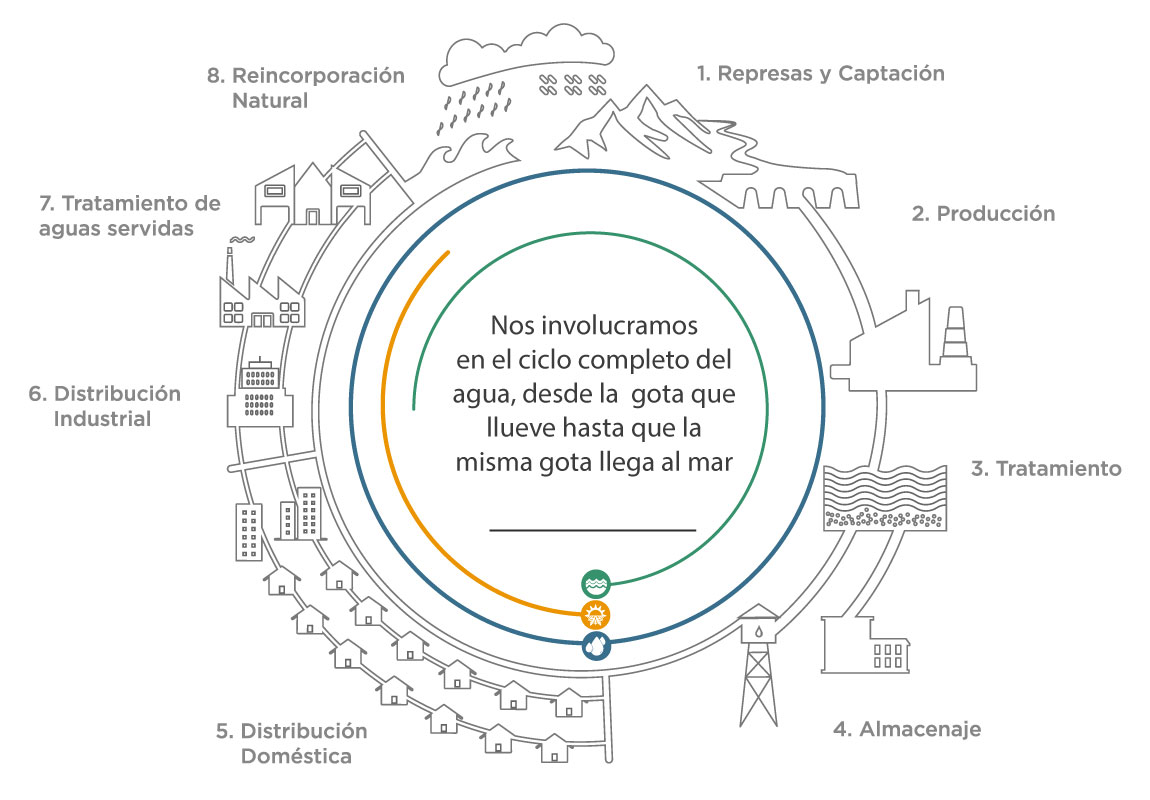 8. Reincorporación
Natural
1. Represas y Captación
7. Tratamiento de
aguas servidas
2. Producción
Nos involucramos
en el ciclo completo del
agua, desde la gota que
llueve hasta que la
misma gota llega al mar
6. Distribución
Industrial
3. Tratamiento
5. Distribución
Doméstica
4. Almacenaje